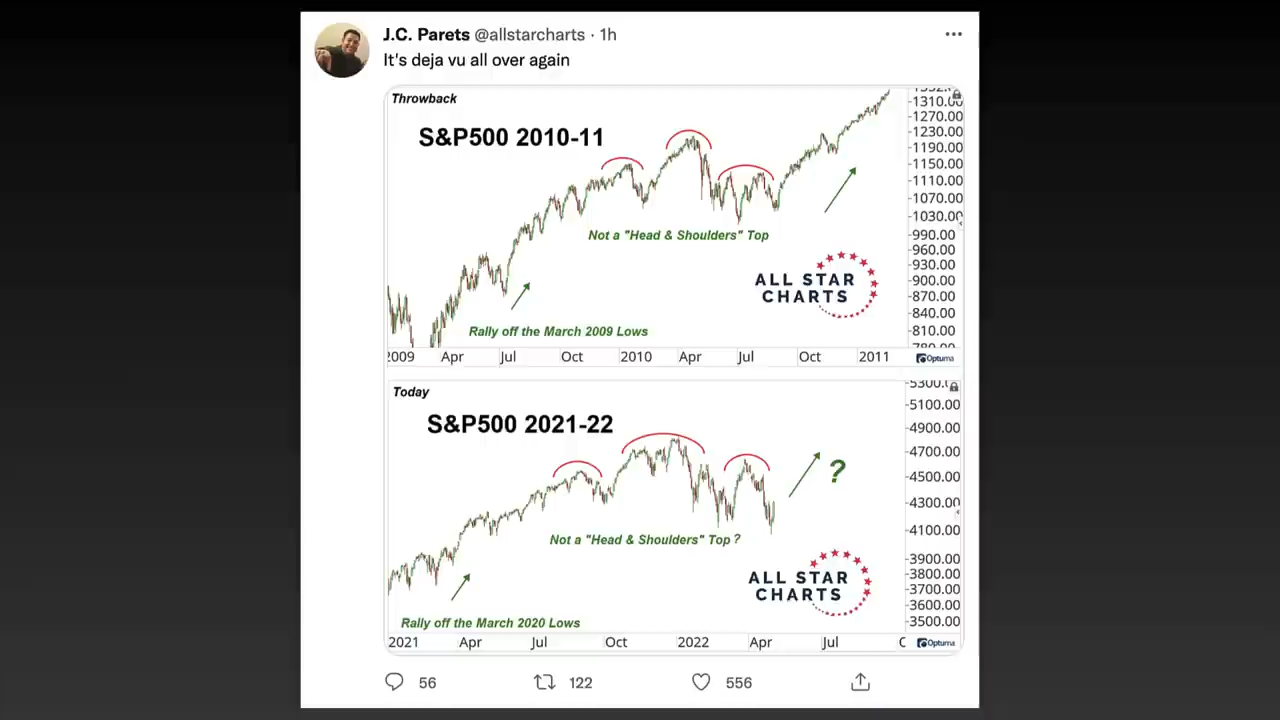 J.C. Parets @allstarcharts · 1h
It's deja vu all over again
Throwback
S&P500 2010-11
Not a "Head & Shoulders" Top
Rally off the March 2009 Lows
ALL STAR
CHARTS
1310.00
1270.00
1230.00
1190.00
1150.00
1110.00
1070.00
1030.00
990.00
960.00
930.00
900.00
870.00
840.00
810.00
2009 Apr Jul Oct 2010 Apr Jul Oct 2011
Optuma
Today
S&P500 2021-22
?
Not a "Head & Shoulders" Top ?
Rally off the March 2020 Lows
ALL STAR
CHARTS
5300.0
5100.00
4900.00
4700.00
4500.00
4300.00
4100.00
3900.00
3800.00
3700.00
3600.00
3500.00
2021 Apr Jul Oct 2022 Apr Jul
Optuma
56 122 556